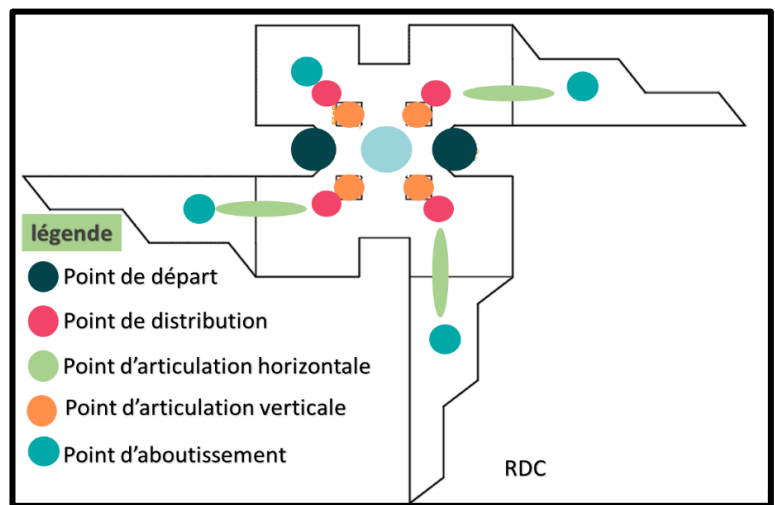 légende
Point de départ
Point de distribution
Point d’articulation horizontale
Point d’articulation verticale
Point d’aboutissement
RDC